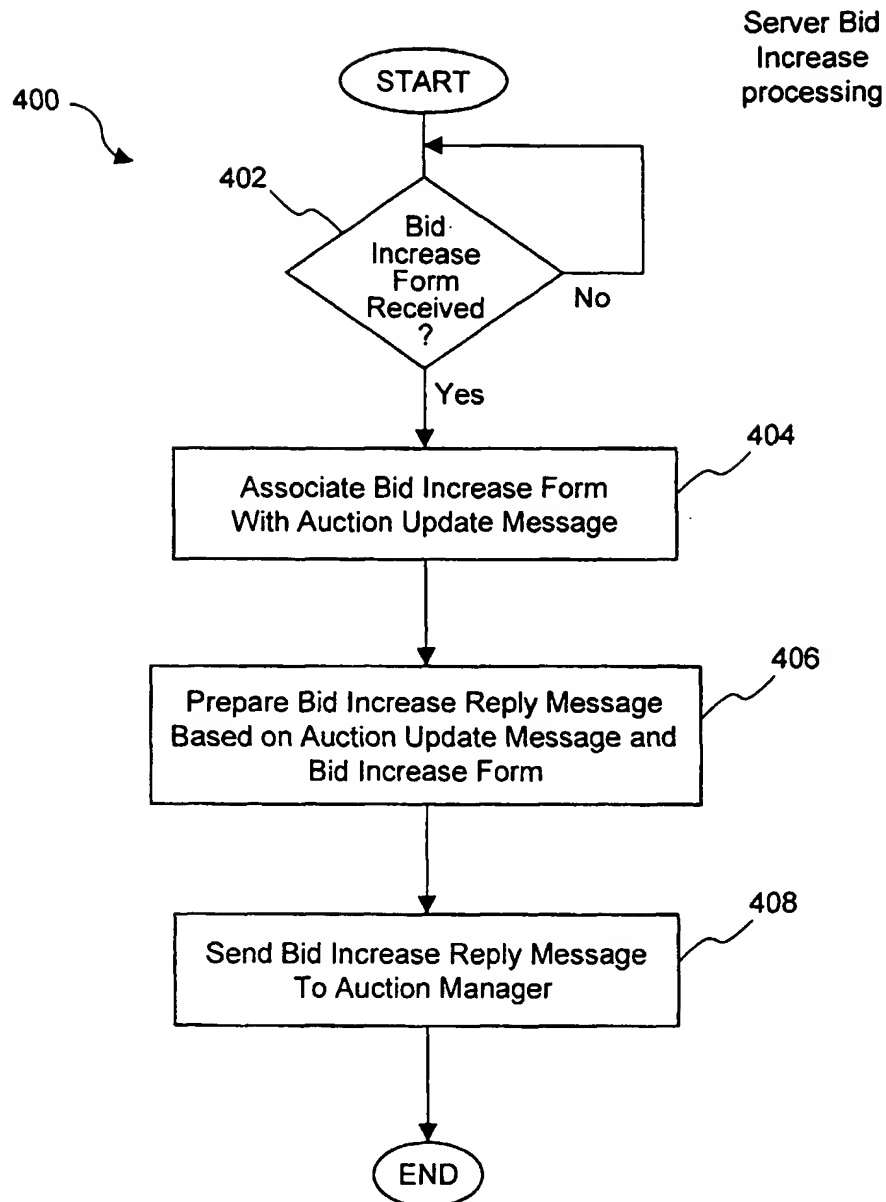 Server Bid
Increase
processing
START
400
402
Bid
Increase
Form
Received
?
No
Yes
404
Associate Bid Increase Form
With Auction Update Message
406
Prepare Bid Increase Reply Message
Based on Auction Update Message and
Bid Increase Form
408
Send Bid Increase Reply Message
To Auction Manager
END